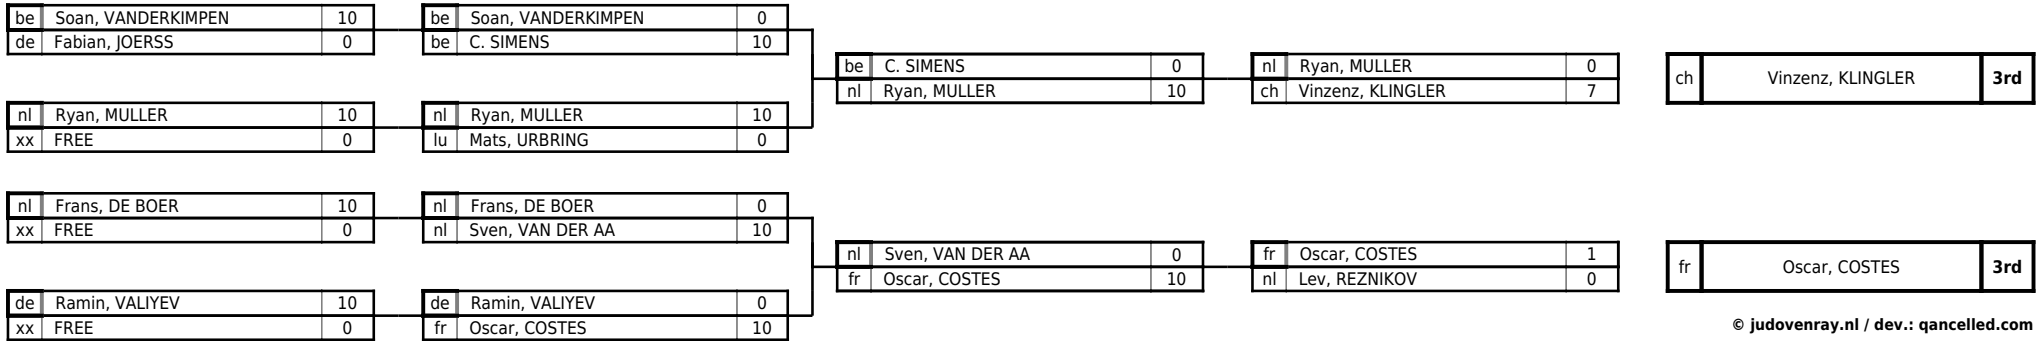 be Soan, VANDERKIMPEN 10
de Fabian, JOERSS 0
nl Ryan, MULLER 10
xx FREE 0
nl Frans, DE BOER 10
xx FREE 0
de Ramin, VALIYEV 10
xx FREE 0
be Soan, VANDERKIMPEN 0
be C. SIMENS 10
nl Ryan, MULLER 10
lu Mats, URBRING 0
nl Frans, DE BOER 0
nl Sven, VAN DER AA 10
de Ramin, VALIYEV 0
fr Oscar, COSTES 10
be C. SIMENS 0
nl Ryan, MULLER 10
nl Sven, VAN DER AA 0
fr Oscar, COSTES 10
nl Ryan, MULLER 0
ch Vinzenz, KLINGLER 7
fr Oscar, COSTES 1
nl Lev, REZNIKOV 0
ch Vinzenz, KLINGLER 3rd
fr Oscar, COSTES 3rd
© judovenray.nl / dev.: qancelled.com